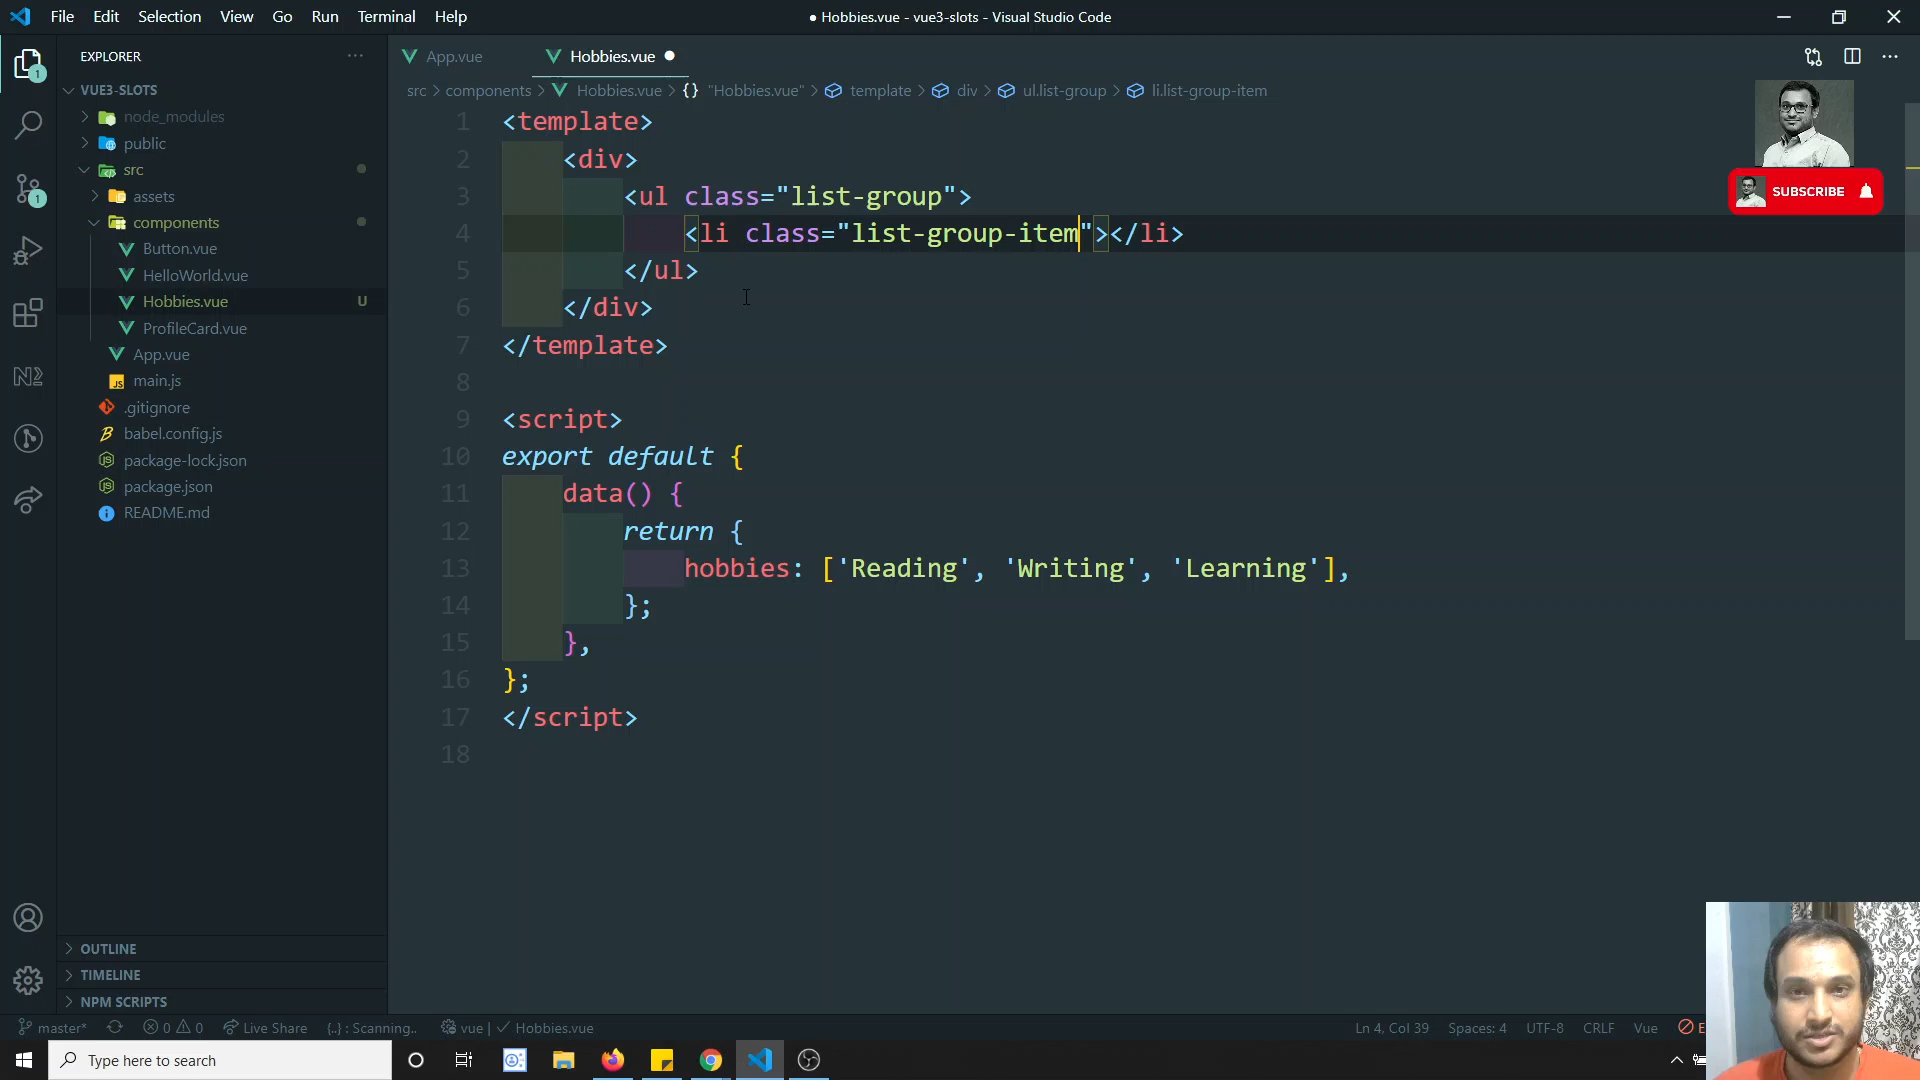 File Edit Selection View Go Run Terminal Help
● Hobbies.vue - vue3-slots - Visual Studio Code
EXPLORER
App.vue
Hobbies.vue
src > components > Hobbies.vue > {} "Hobbies.vue" > template > div > ul.list-group > li.list-group-item
VUE3-SLOTS
node_modules
public
src
assets
components
Button.vue
HelloWorld.vue
Hobbies.vue U
ProfileCard.vue
App.vue
main.js
.gitignore
babel.config.js
package-lock.json
package.json
README.md
OUTLINE
TIMELINE
NPM SCRIPTS
1 <template>
2 <div>
3 <ul class="list-group">
4 <li class="list-group-item"></li>
5 </ul>
6 </div>
7 </template>
8
9 <script>
10 export default {
11 data() {
12 return {
13 hobbies: ['Reading', 'Writing', 'Learning'],
14 };
15 },
16 };
17 </script>
18
SUBSCRIBE
master* 0 0 Live Share {..} : Scanning.. vue | Hobbies.vue
Ln 4, Col 39 Spaces: 4 UTF-8 CRLF Vue
Type here to search